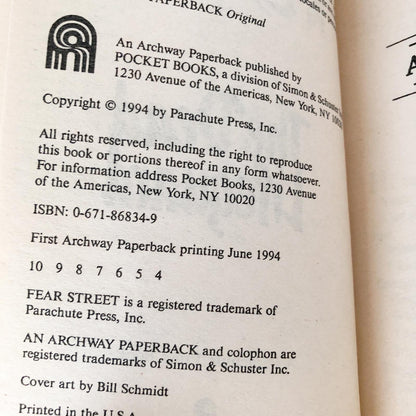 PAPERBACK Original
An Archway Paperback published by
POCKET BOOKS, a division of Simon & Schuster
1230 Avenue of the Americas, New York, NY 10020
Copyright © 1994 by Parachute Press, Inc.
All rights reserved, including the right to reproduce
this book or portions thereof in any form whatsoever.
For information address Pocket Books, 1230 Avenue
of the Americas, New York, NY 10020
ISBN: 0-671-86834-9
First Archway Paperback printing June 1994
10 9 8 7 6 5 4
FEAR STREET is a registered trademark of
Parachute Press, Inc.
AN ARCHWAY PAPERBACK and colophon are
registered trademarks of Simon & Schuster Inc.
Cover art by Bill Schmidt
Printed in the U.S.A.